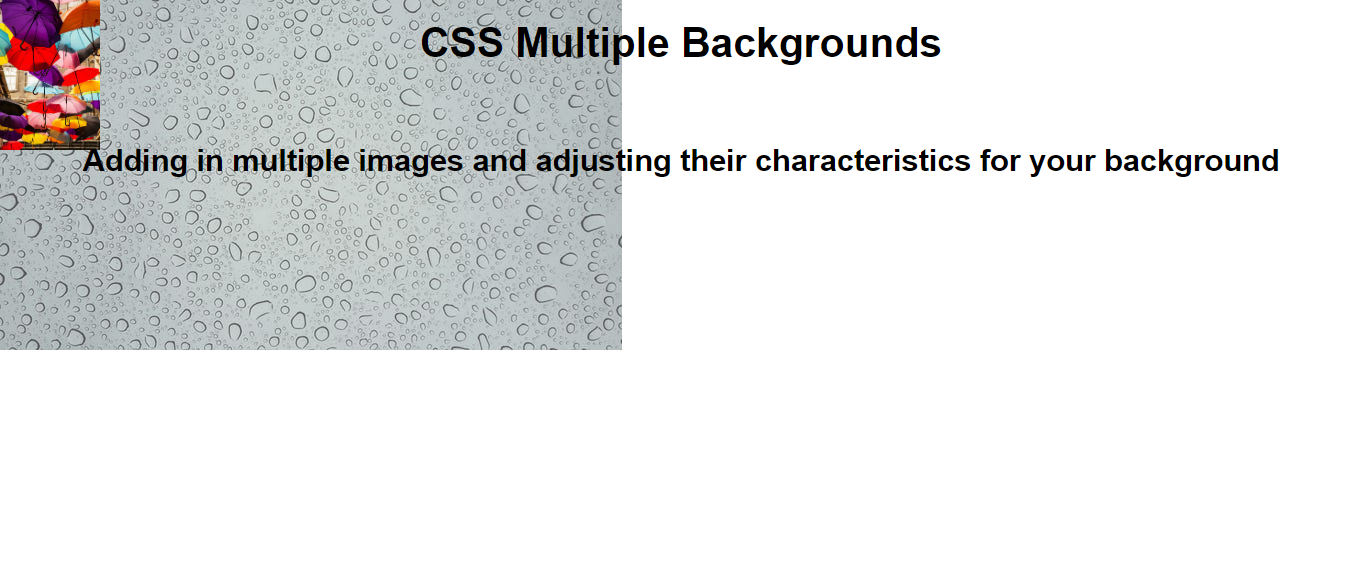 CSS Multiple Backgrounds
Adding in multiple images and adjusting their characteristics for your background